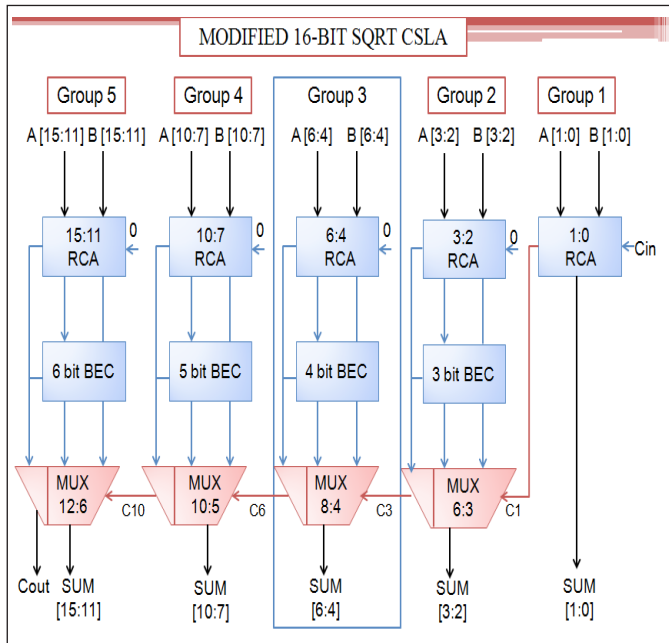 MODIFIED 16-BIT SQRT CSLA
Group 5
Group 4
Group 3
Group 2
Group 1
A [15:11] B [15:11]
A[10:7] B [10:7]
A[6:4] B [6:4]
A[3:2] B [3:2]
A[1:0] B [1:0]
15:11
RCA
0
10:7
RCA
0
6:4
RCA
0
3:2
RCA
0
1:0
RCA
Cin
6 bit BEC
5 bit BEC
4 bit BEC
3 bit BEC
MUX
12:6
C10
MUX
10:5
C6
MUX
8:4
C3
MUX
6:3
C1
Cout
SUM
[15:11]
SUM
[10:7]
SUM
[6:4]
SUM
[3:2]
SUM
[1:0]